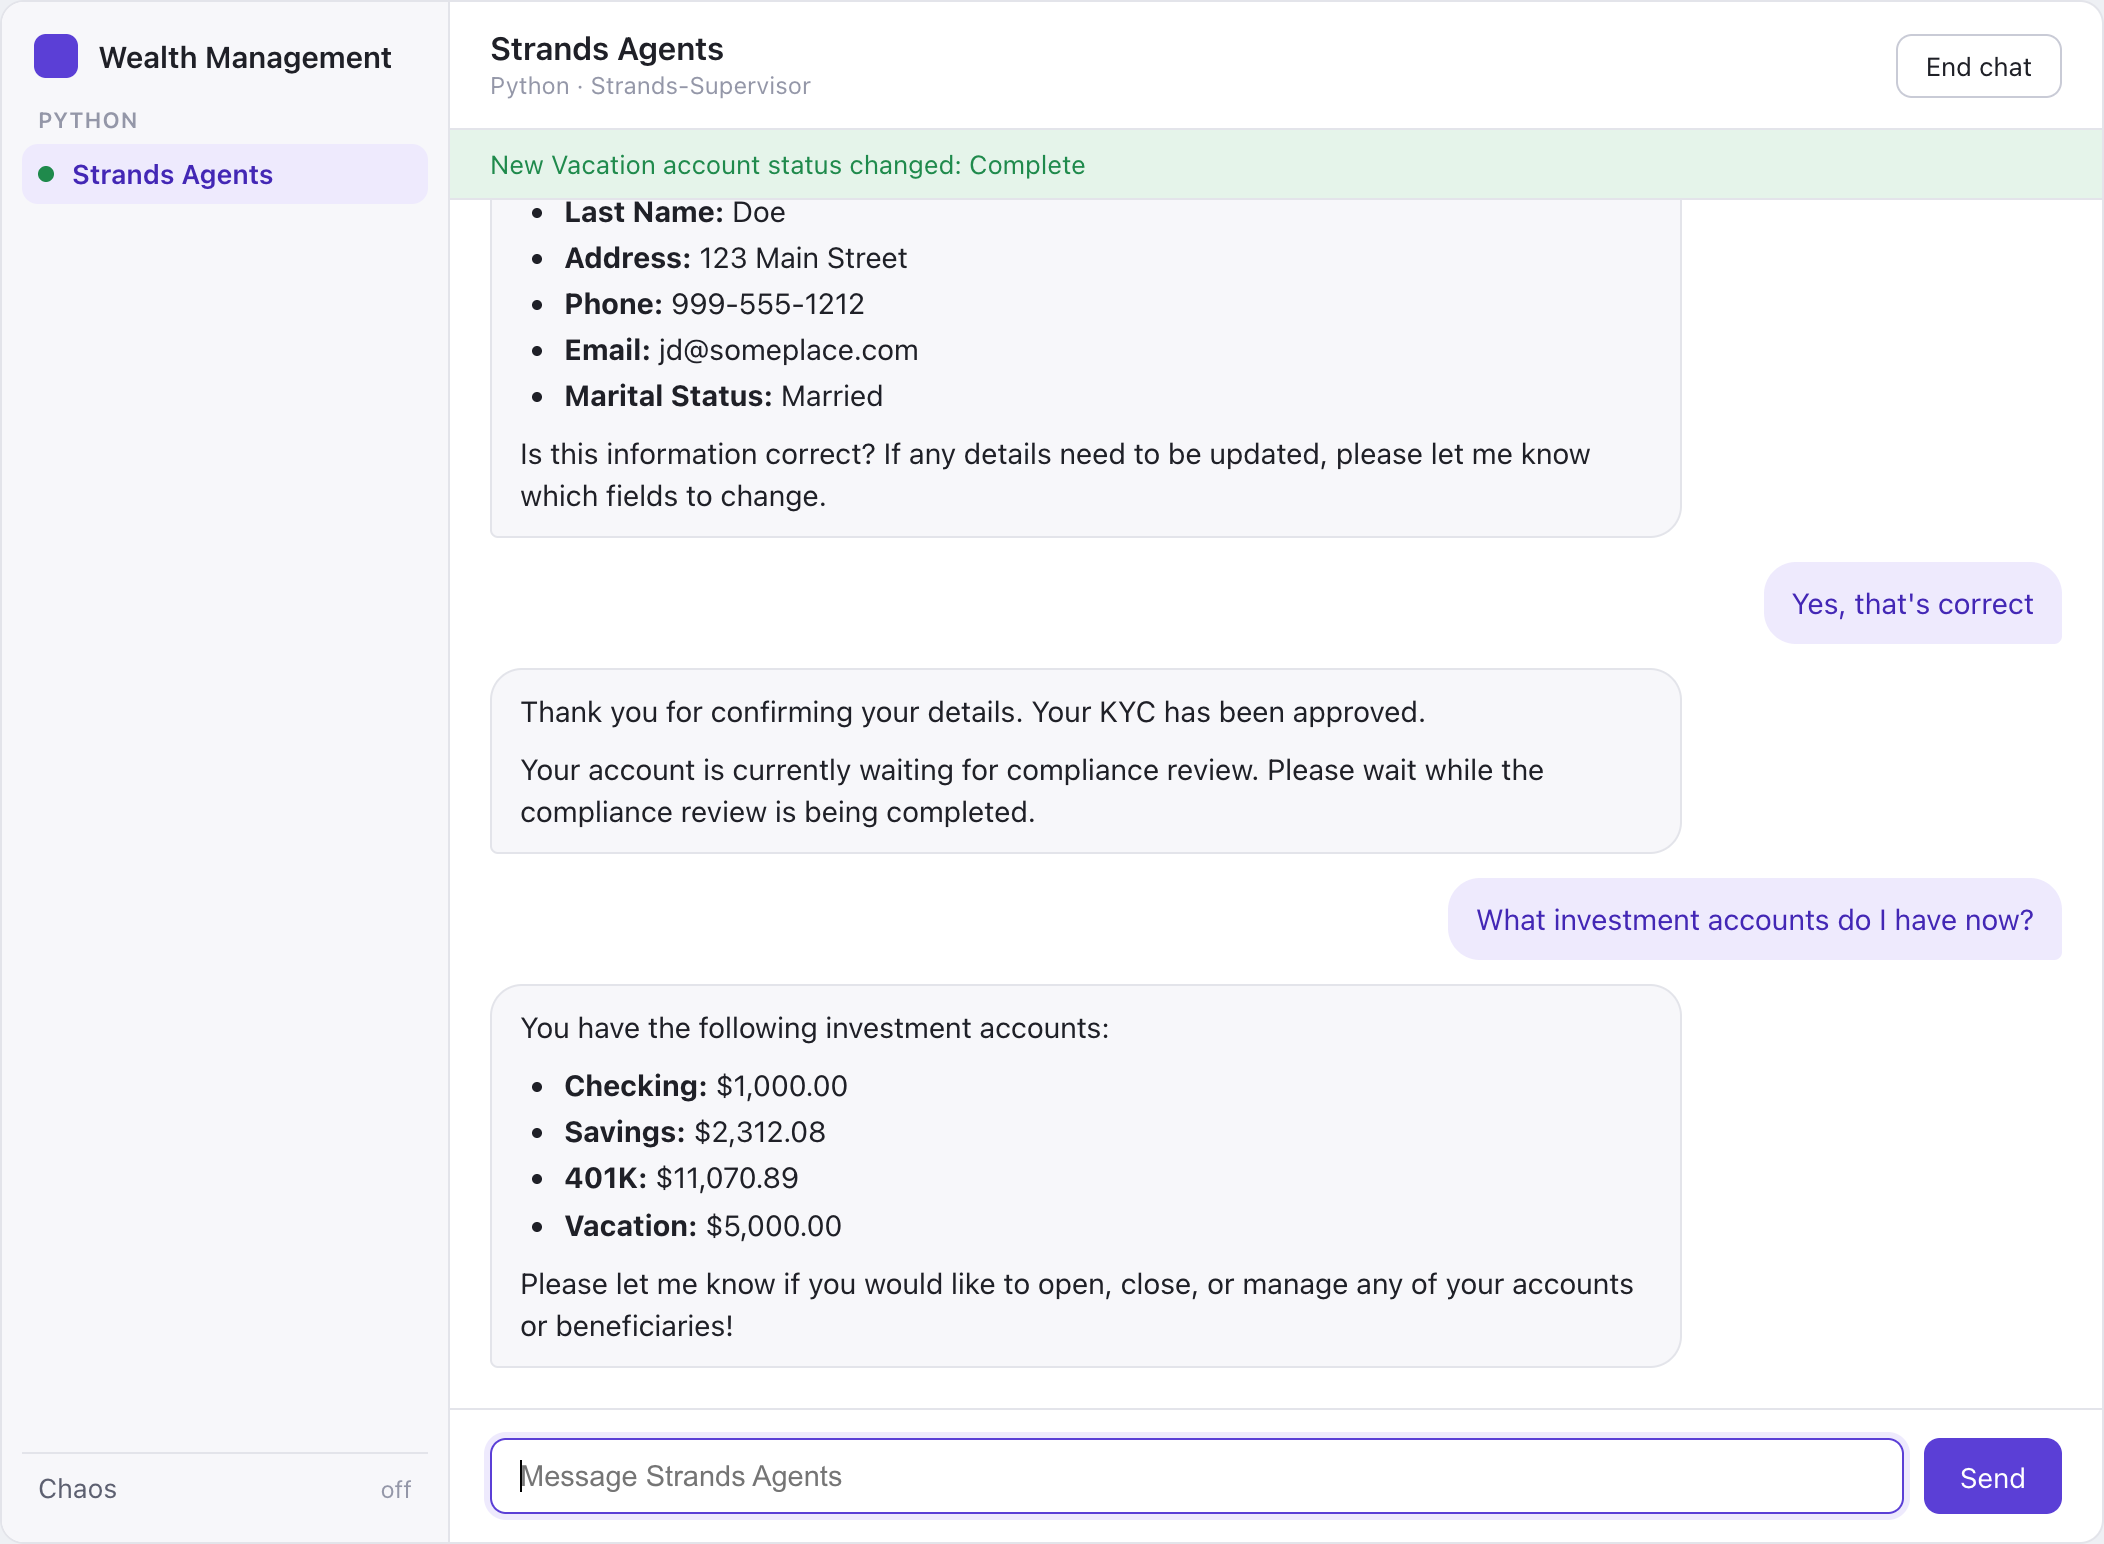 Wealth Management
PYTHON
Strands Agents
Chaos
off
Strands Agents
Python · Strands-Supervisor
End chat
New Vacation account status changed: Complete
Last Name: Doe
Address: 123 Main Street
Phone: 999-555-1212
Email: jd@someplace.com
Marital Status: Married
Is this information correct? If any details need to be updated, please let me know
which fields to change.
Yes, that's correct
Thank you for confirming your details. Your KYC has been approved.
Your account is currently waiting for compliance review. Please wait while the
compliance review is being completed.
What investment accounts do I have now?
You have the following investment accounts:
Checking: $1,000.00
Savings: $2,312.08
401K: $11,070.89
Vacation: $5,000.00
Please let me know if you would like to open, close, or manage any of your accounts
or beneficiaries!
Message Strands Agents
Send